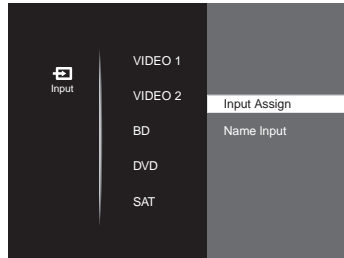 Input
VIDEO 1
VIDEO 2
BD
DVD
SAT
Input Assign
Name Input